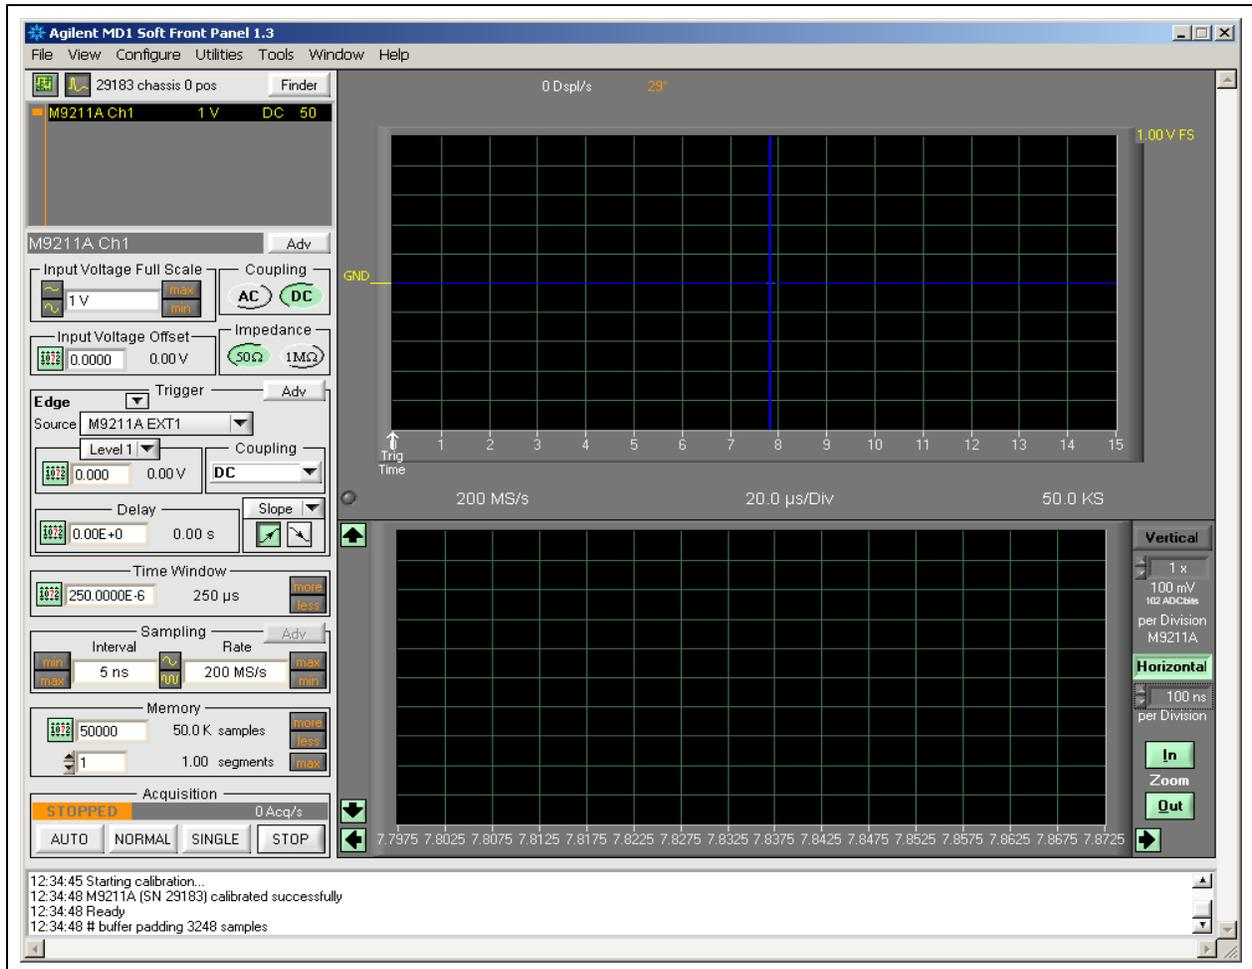 Agilent MD1 Soft Front Panel 1.3
File View Configure Utilities Tools Window Help
29183 chassis 0 pos Finder
M9211A Ch1 1 V DC 50
M9211A Ch1 Adv
Input Voltage Full Scale Coupling
1 V max min AC DC
Input Voltage Offset Impedance
0.0000 0.00 V 50Ω 1MΩ
Trigger Adv
Edge
Source M9211A EXT1
Level 1 Coupling
0.000 0.00 V DC
Delay Slope
0.00E+0 0.00 s
Time Window
250.0000E-6 250 µs more less
Sampling Adv
Interval Rate
min max 5 ns 200 MS/s max min
Memory
50000 50.0 K samples more less
1 1.00 segments max
Acquisition
STOPPED 0 Acq/s
AUTO NORMAL SINGLE STOP
0 Dspl/s 29°
1.00 V FS
GND
0 1 2 3 4 5 6 7 8 9 10 11 12 13 14 15
Trig
Time
200 MS/s 20.0 µs/Div 50.0 KS
Vertical
1 x
100 mV
102 ADCbits
per Division
M9211A
Horizontal
100 ns
per Division
In
Zoom
Out
7.7975 7.8025 7.8075 7.8125 7.8175 7.8225 7.8275 7.8325 7.8375 7.8425 7.8475 7.8525 7.8575 7.8625 7.8675 7.8725
12:34:45 Starting calibration...
12:34:48 M9211A (SN 29183) calibrated successfully
12:34:48 Ready
12:34:48 # buffer padding 3248 samples